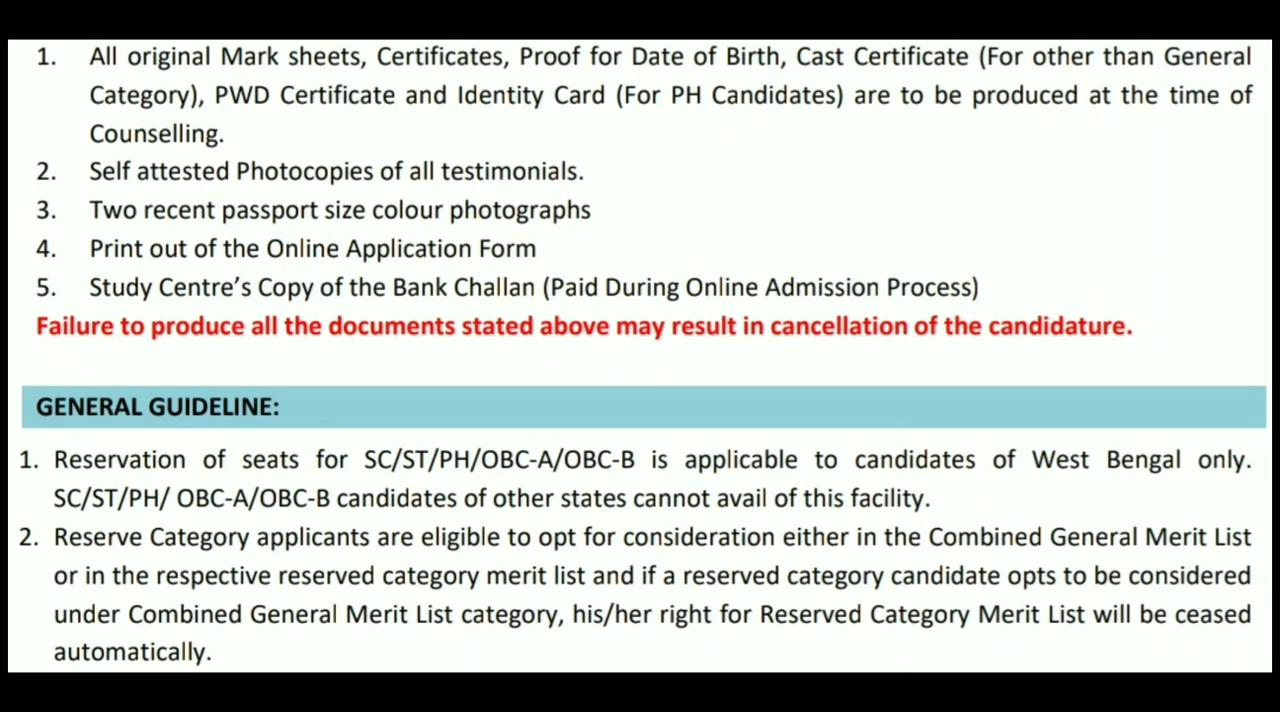 1. All original Mark sheets, Certificates, Proof for Date of Birth, Cast Certificate (For other than General
Category), PWD Certificate and Identity Card (For PH Candidates) are to be produced at the time of
Counselling.
2. Self attested Photocopies of all testimonials.
3. Two recent passport size colour photographs
4. Print out of the Online Application Form
5. Study Centre's Copy of the Bank Challan (Paid During Online Admission Process)
Failure to produce all the documents stated above may result in cancellation of the candidature.
GENERAL GUIDELINE:
1. Reservation of seats for SC/ST/PH/OBC-A/OBC-B is applicable to candidates of West Bengal only.
SC/ST/PH/ OBC-A/OBC-B candidates of other states cannot avail of this facility.
2. Reserve Category applicants are eligible to opt for consideration either in the Combined General Merit List
or in the respective reserved category merit list and if a reserved category candidate opts to be considered
under Combined General Merit List category, his/her right for Reserved Category Merit List will be ceased
automatically.